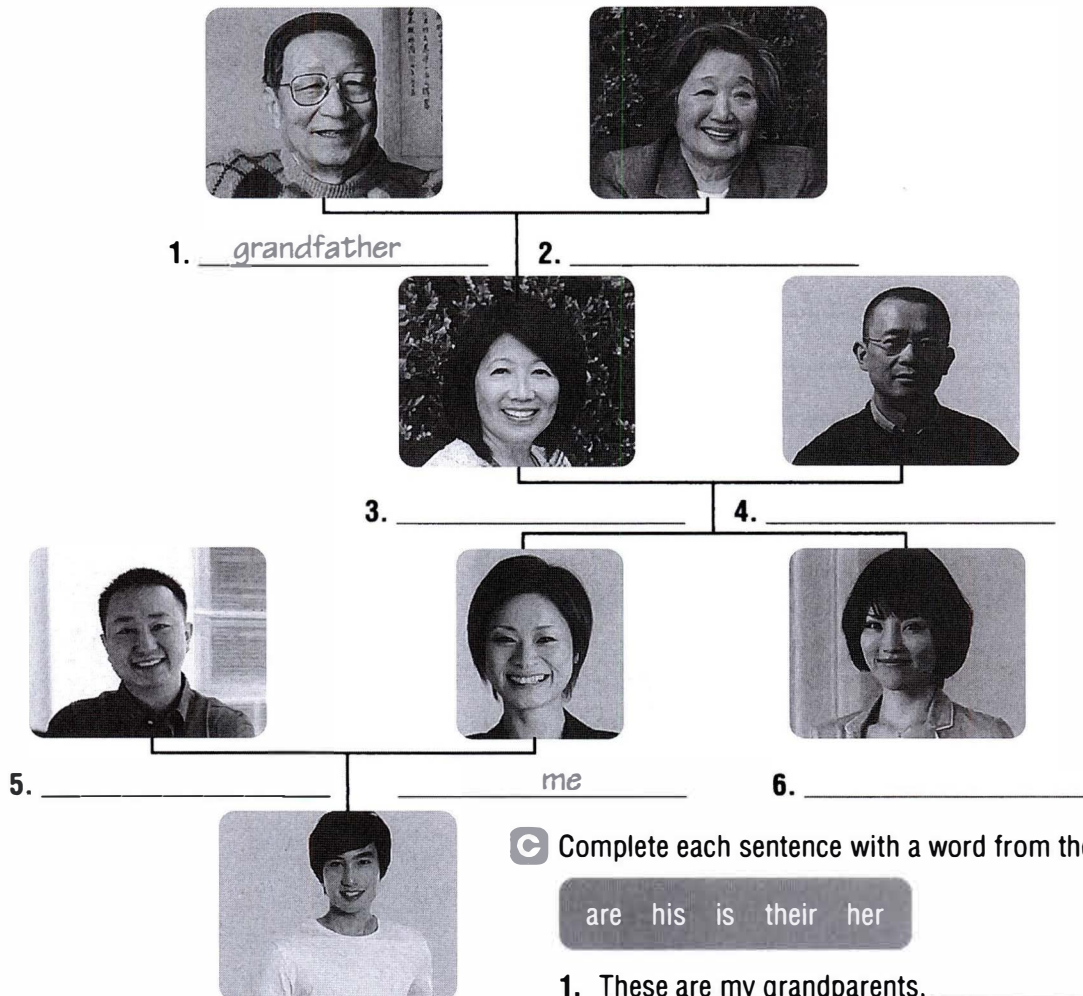 1. grandfather
2.
3.
4.
5.
me
6.
C Complete each sentence with a word from the
are his is their her
1. These are my grandparents.